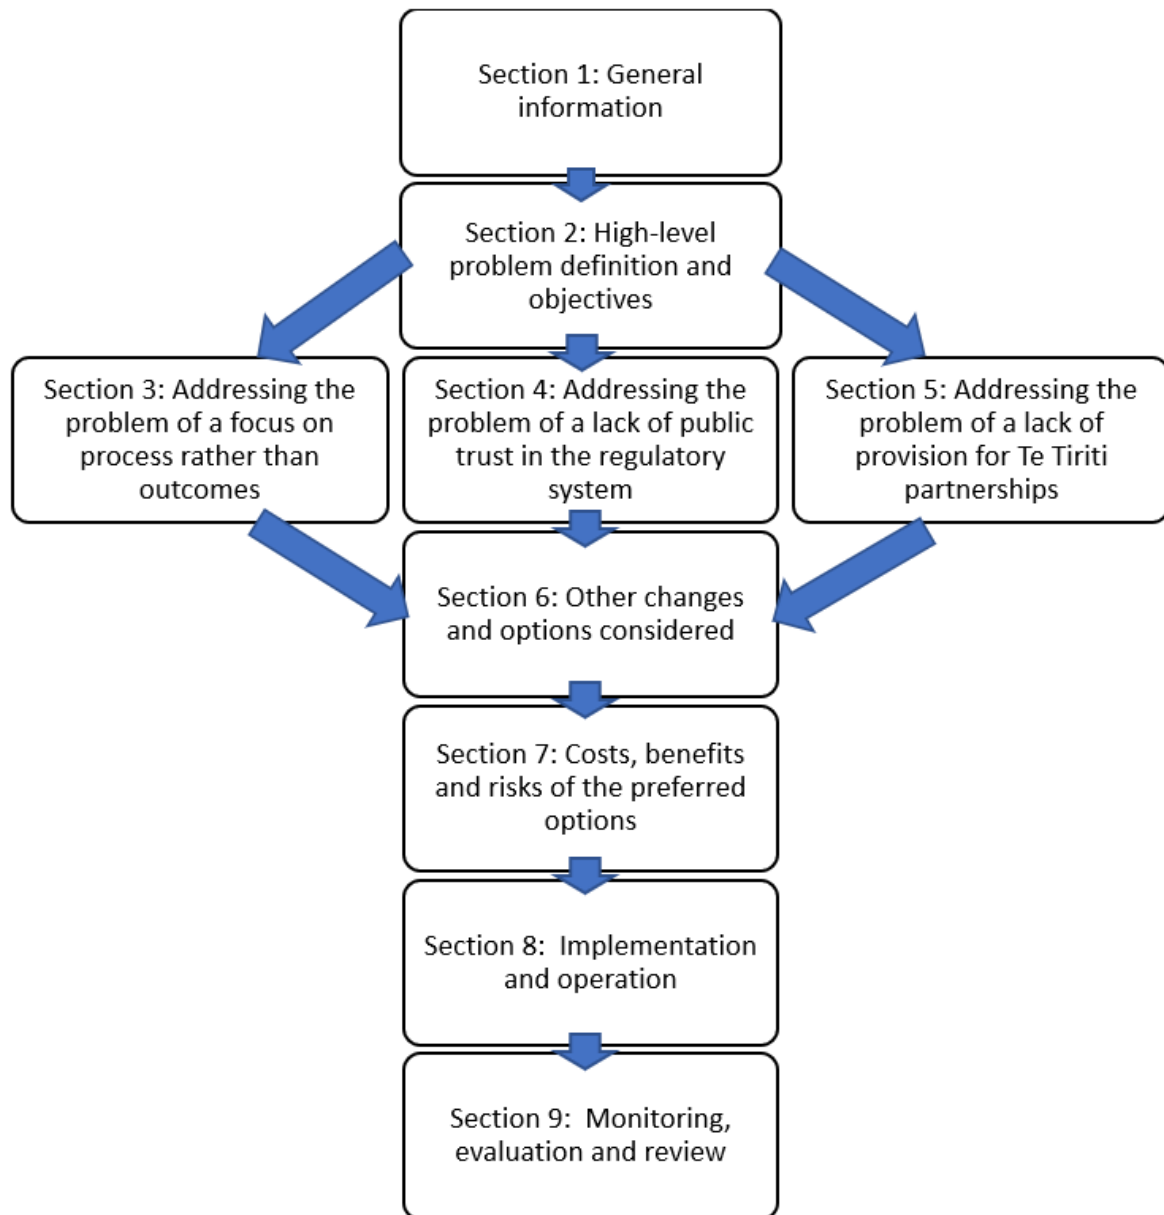 Section 1: General
information
Section 2: High-level
problem definition and
objectives
Section 3: Addressing the
problem of a focus on
process rather than
outcomes
Section 4: Addressing the
problem of a lack of public
trust in the regulatory
system
Section 5: Addressing the
problem of a lack of
provision for Te Tiriti
partnerships
Section 6: Other changes
and options considered
Section 7: Costs, benefits
and risks of the preferred
options
Section 8:  Implementation
and operation
Section 9:  Monitoring,
evaluation and review